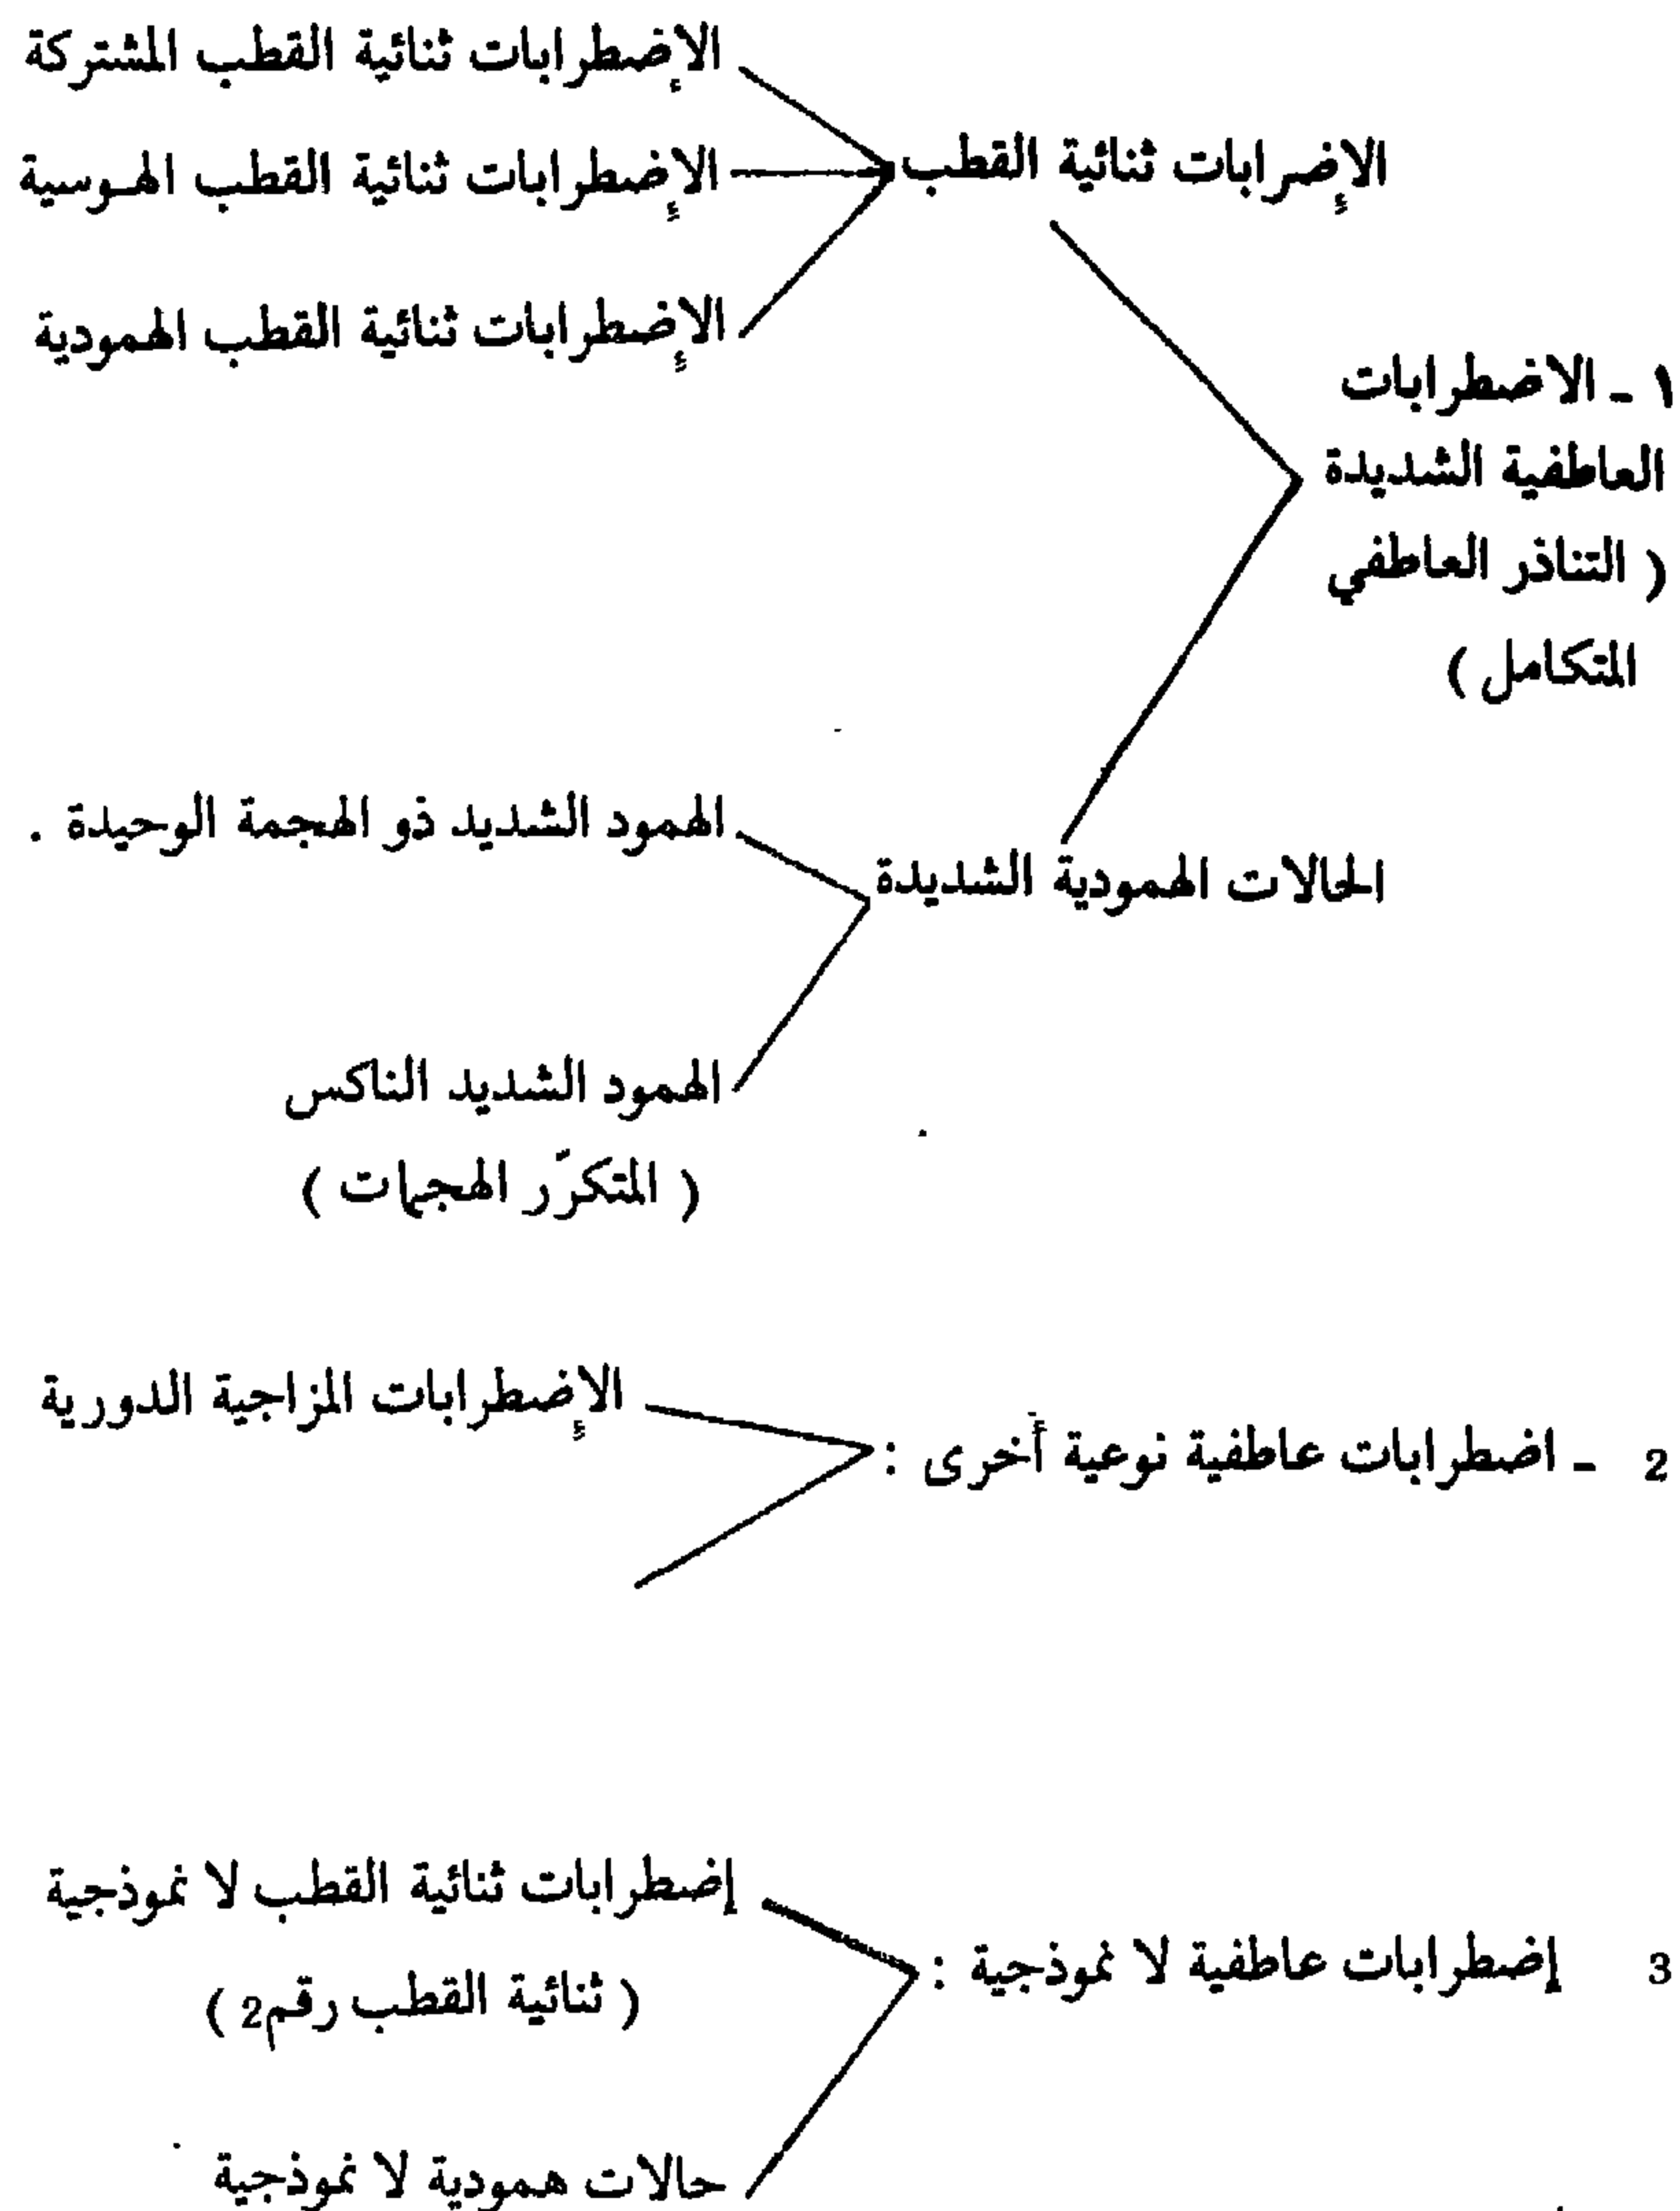 ١ ـ الاضطرابات
العاطفية الشديدة
( التناذر العاطفي
المتكامل )
الإضرابات ثنائية القطب
الإضطرابات ثنائية القطب المشتركة
الإضطرابات ثنائية القطب الهوسية
الإضطرابات ثنائية القطب الهمودية
الحالات الهمودية الشديدة
الهمود الشديد ذو الهجمة الوحيدة .
الهمود الشديد الناكس
( المتكرّر الهجمات )
2 ـ اضطرابات عاطفية نوعية أخرى :
الإضطرابات المزاجية الدورية
3 إضطرابات عاطفية لا نموذجية :
إضطرابات ثنائية القطب لا نموذجية
( ثنائية القطب رقم2 )
حالات همودية لا نموذجية